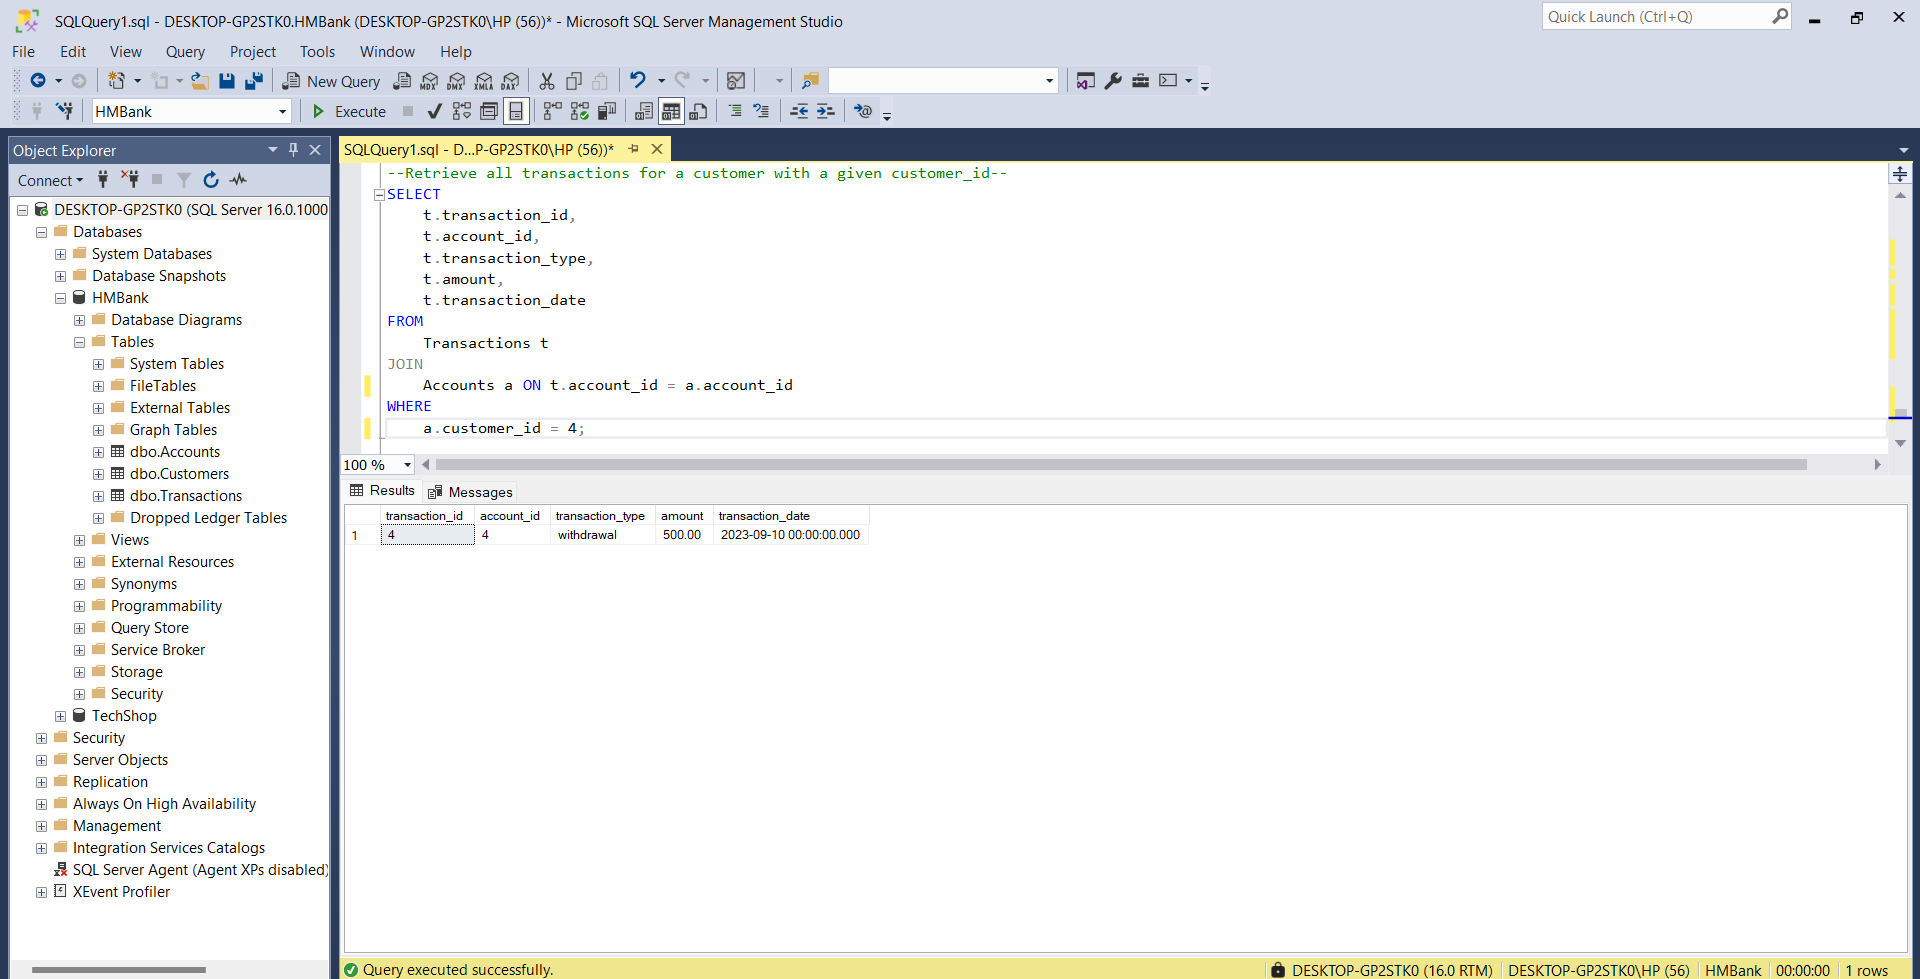 SQLQuery1.sql - DESKTOP-GP2STK0.HMBank (DESKTOP-GP2STK0\HP (56))* - Microsoft SQL Server Management Studio
Quick Launch (Ctrl+Q)
File Edit View Query Project Tools Window Help
New Query MDX DMX XMLA DAX
HMBank Execute
Object Explorer
Connect
DESKTOP-GP2STK0 (SQL Server 16.0.1000
Databases
System Databases
Database Snapshots
HMBank
Database Diagrams
Tables
System Tables
FileTables
External Tables
Graph Tables
dbo.Accounts
dbo.Customers
dbo.Transactions
Dropped Ledger Tables
Views
External Resources
Synonyms
Programmability
Query Store
Service Broker
Storage
Security
TechShop
Security
Server Objects
Replication
Always On High Availability
Management
Integration Services Catalogs
SQL Server Agent (Agent XPs disabled)
XEvent Profiler
SQLQuery1.sql - D...P-GP2STK0\HP (56))*
--Retrieve all transactions for a customer with a given customer_id--
SELECT
t.transaction_id,
t.account_id,
t.transaction_type,
t.amount,
t.transaction_date
FROM
Transactions t
JOIN
Accounts a ON t.account_id = a.account_id
WHERE
a.customer_id = 4;
100 %
Results Messages
transaction_id account_id transaction_type amount transaction_date
1 4 4 withdrawal 500.00 2023-09-10 00:00:00.000
Query executed successfully.
DESKTOP-GP2STK0 (16.0 RTM) DESKTOP-GP2STK0\HP (56) HMBank 00:00:00 1 rows